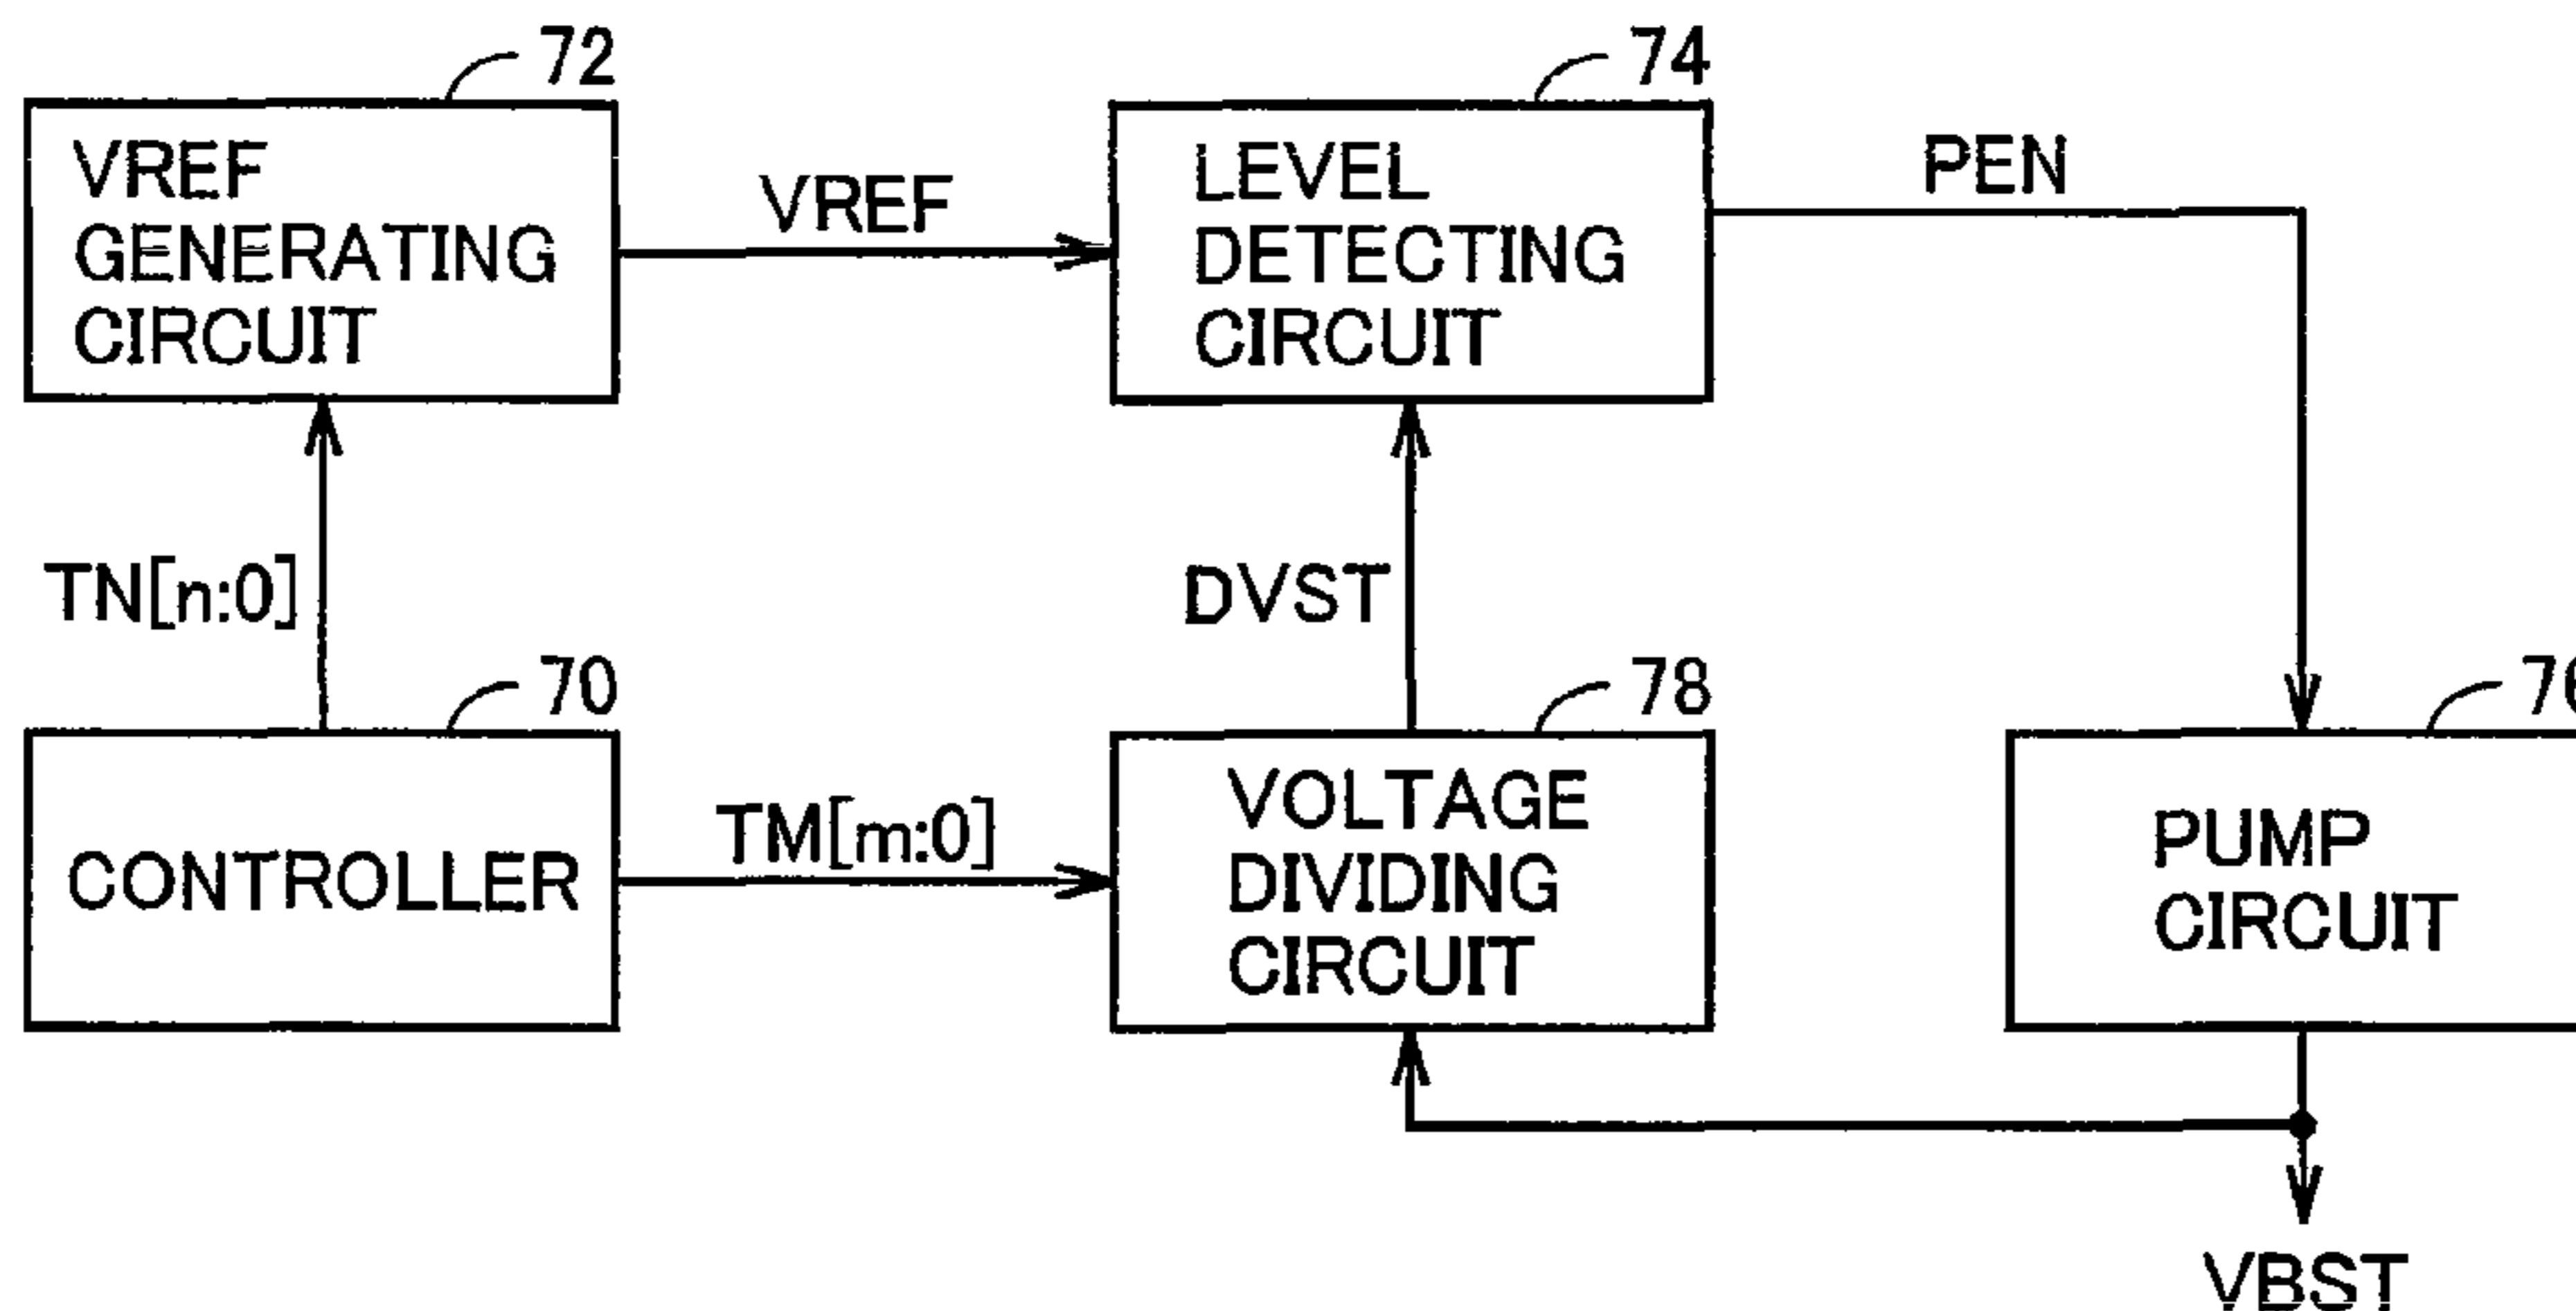 72
VREF
GENERATING
CIRCUIT
VREF
74
LEVEL
DETECTING
CIRCUIT
PEN
TN[n:0]
DVST
70
CONTROLLER
TM[m:0]
78
VOLTAGE
DIVIDING
CIRCUIT
76
PUMP
CIRCUIT
VBST